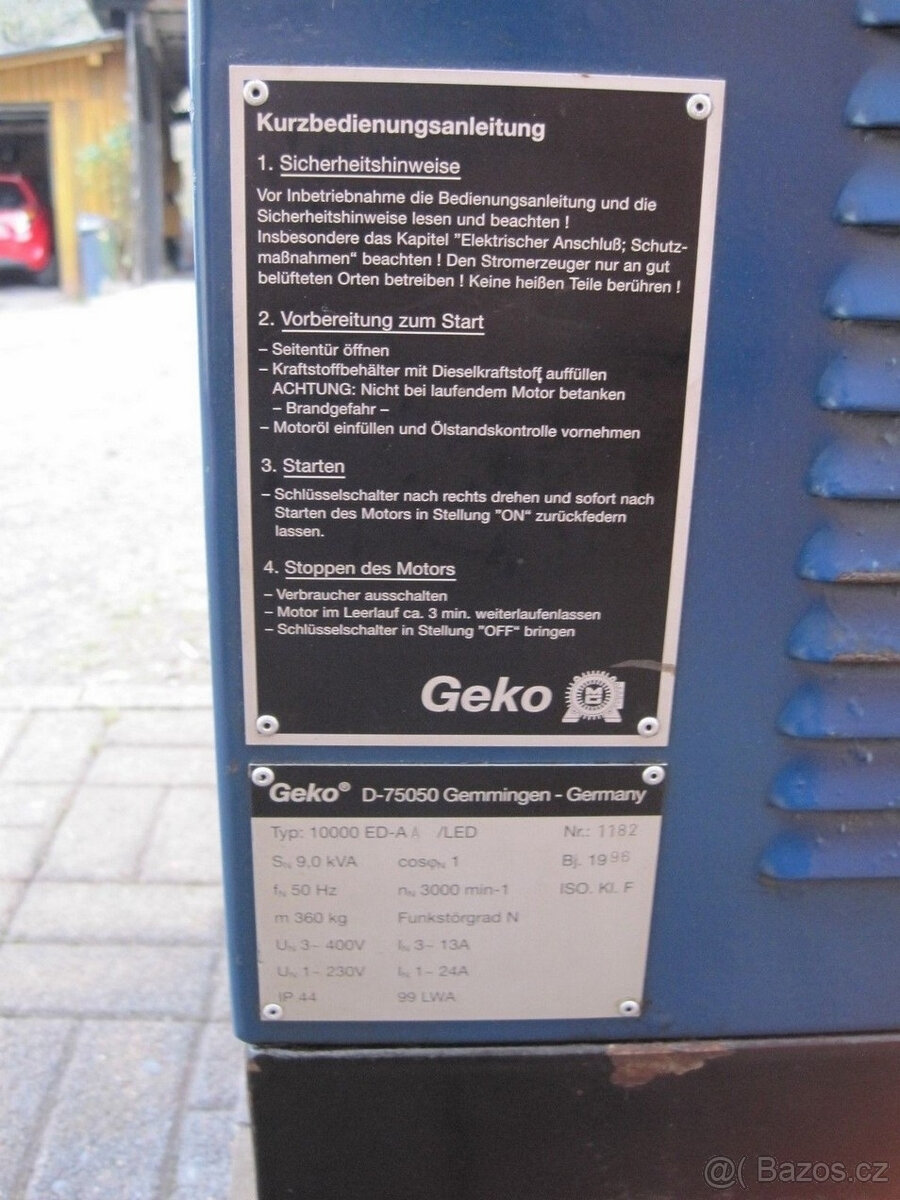 Kurzbedienungsanleitung
1. Sicherheitshinweise
Vor Inbetriebnahme die Bedienungsanleitung und die
Sicherheitshinweise lesen und beachten !
Insbesondere das Kapitel "Elektrischer Anschluß; Schutz-
maßnahmen" beachten ! Den Stromerzeuger nur an gut
belüfteten Orten betreiben ! Keine heißen Teile berühren !
2. Vorbereitung zum Start
– Seitentür öffnen
– Kraftstoffbehälter mit Dieselkraftstoff auffüllen
ACHTUNG: Nicht bei laufendem Motor betanken
– Brandgefahr –
– Motoröl einfüllen und Ölstandskontrolle vornehmen
3. Starten
– Schlüsselschalter nach rechts drehen und sofort nach
Starten des Motors in Stellung "ON" zurückfedern
lassen.
4. Stoppen des Motors
– Verbraucher ausschalten
– Motor im Leerlauf ca. 3 min. weiterlaufenlassen
– Schlüsselschalter in Stellung "OFF" bringen
Geko
Geko® D-75050 Gemmingen - Germany
Typ: 10000 ED-A A /LED Nr.: 1182
SN 9,0 kVA cosφN 1 Bj. 1996
fN 50 Hz nN 3000 min-1 ISO. Kl. F
m 360 kg Funkstörgrad N
UN 3~ 400V IN 3~ 13A
UN 1~ 230V IN 1~ 24A
IP 44 99 LWA
@( Bazos.cz